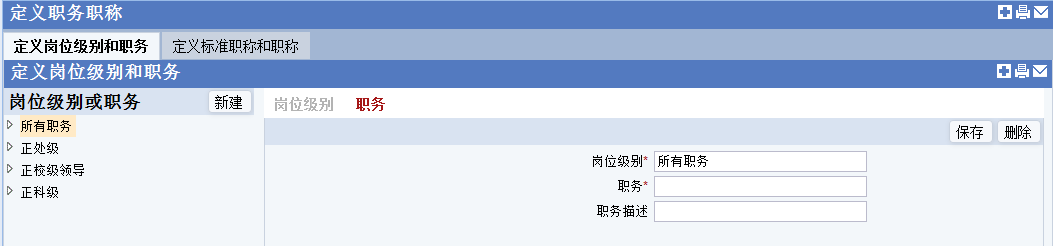 定义职务职称
定义岗位级别和职务 定义标准职称和职称
定义岗位级别和职务
岗位级别或职务 新建 岗位级别 职务
所有职务
正处级
正校级领导
正科级
保存 删除
岗位级别* 所有职务
职务*
职务描述